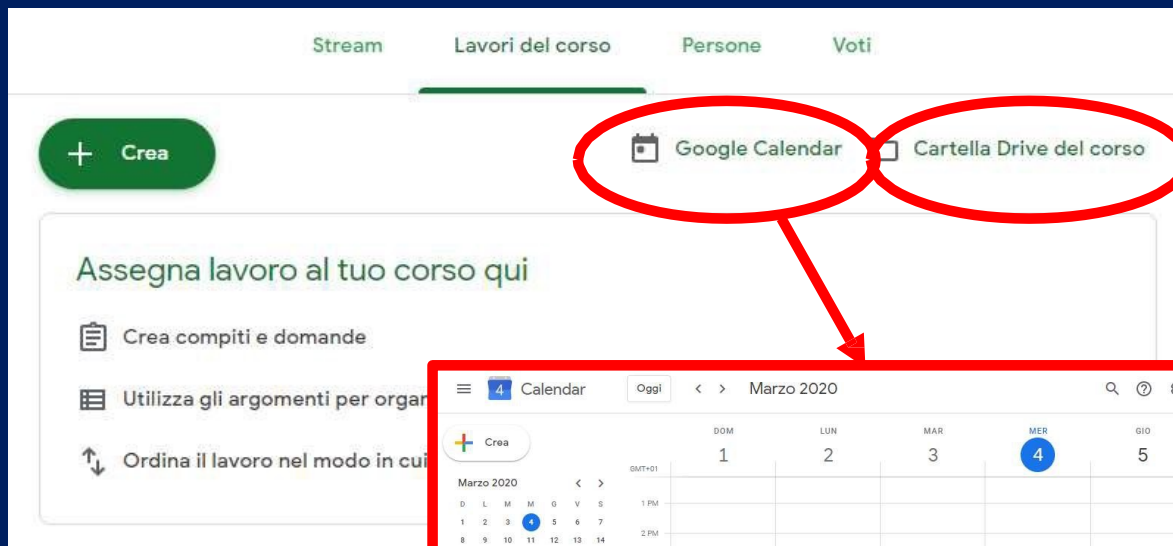 Stream Lavori del corso Persone Voti
Crea
Google Calendar
Cartella Drive del corso
Assegna lavoro al tuo corso qui
Crea compiti e domande
Utilizza gli argomenti per organ
Ordina il lavoro nel modo in cui
4 Calendar Oggi Marzo 2020
Crea
DOM LUN MAR MER GIO
1 2 3 4 5
GMT+01
Marzo 2020
D L M M G V S
1 PM
1 2 3 4 5 6 7
2 PM
8 9 10 11 12 13 14